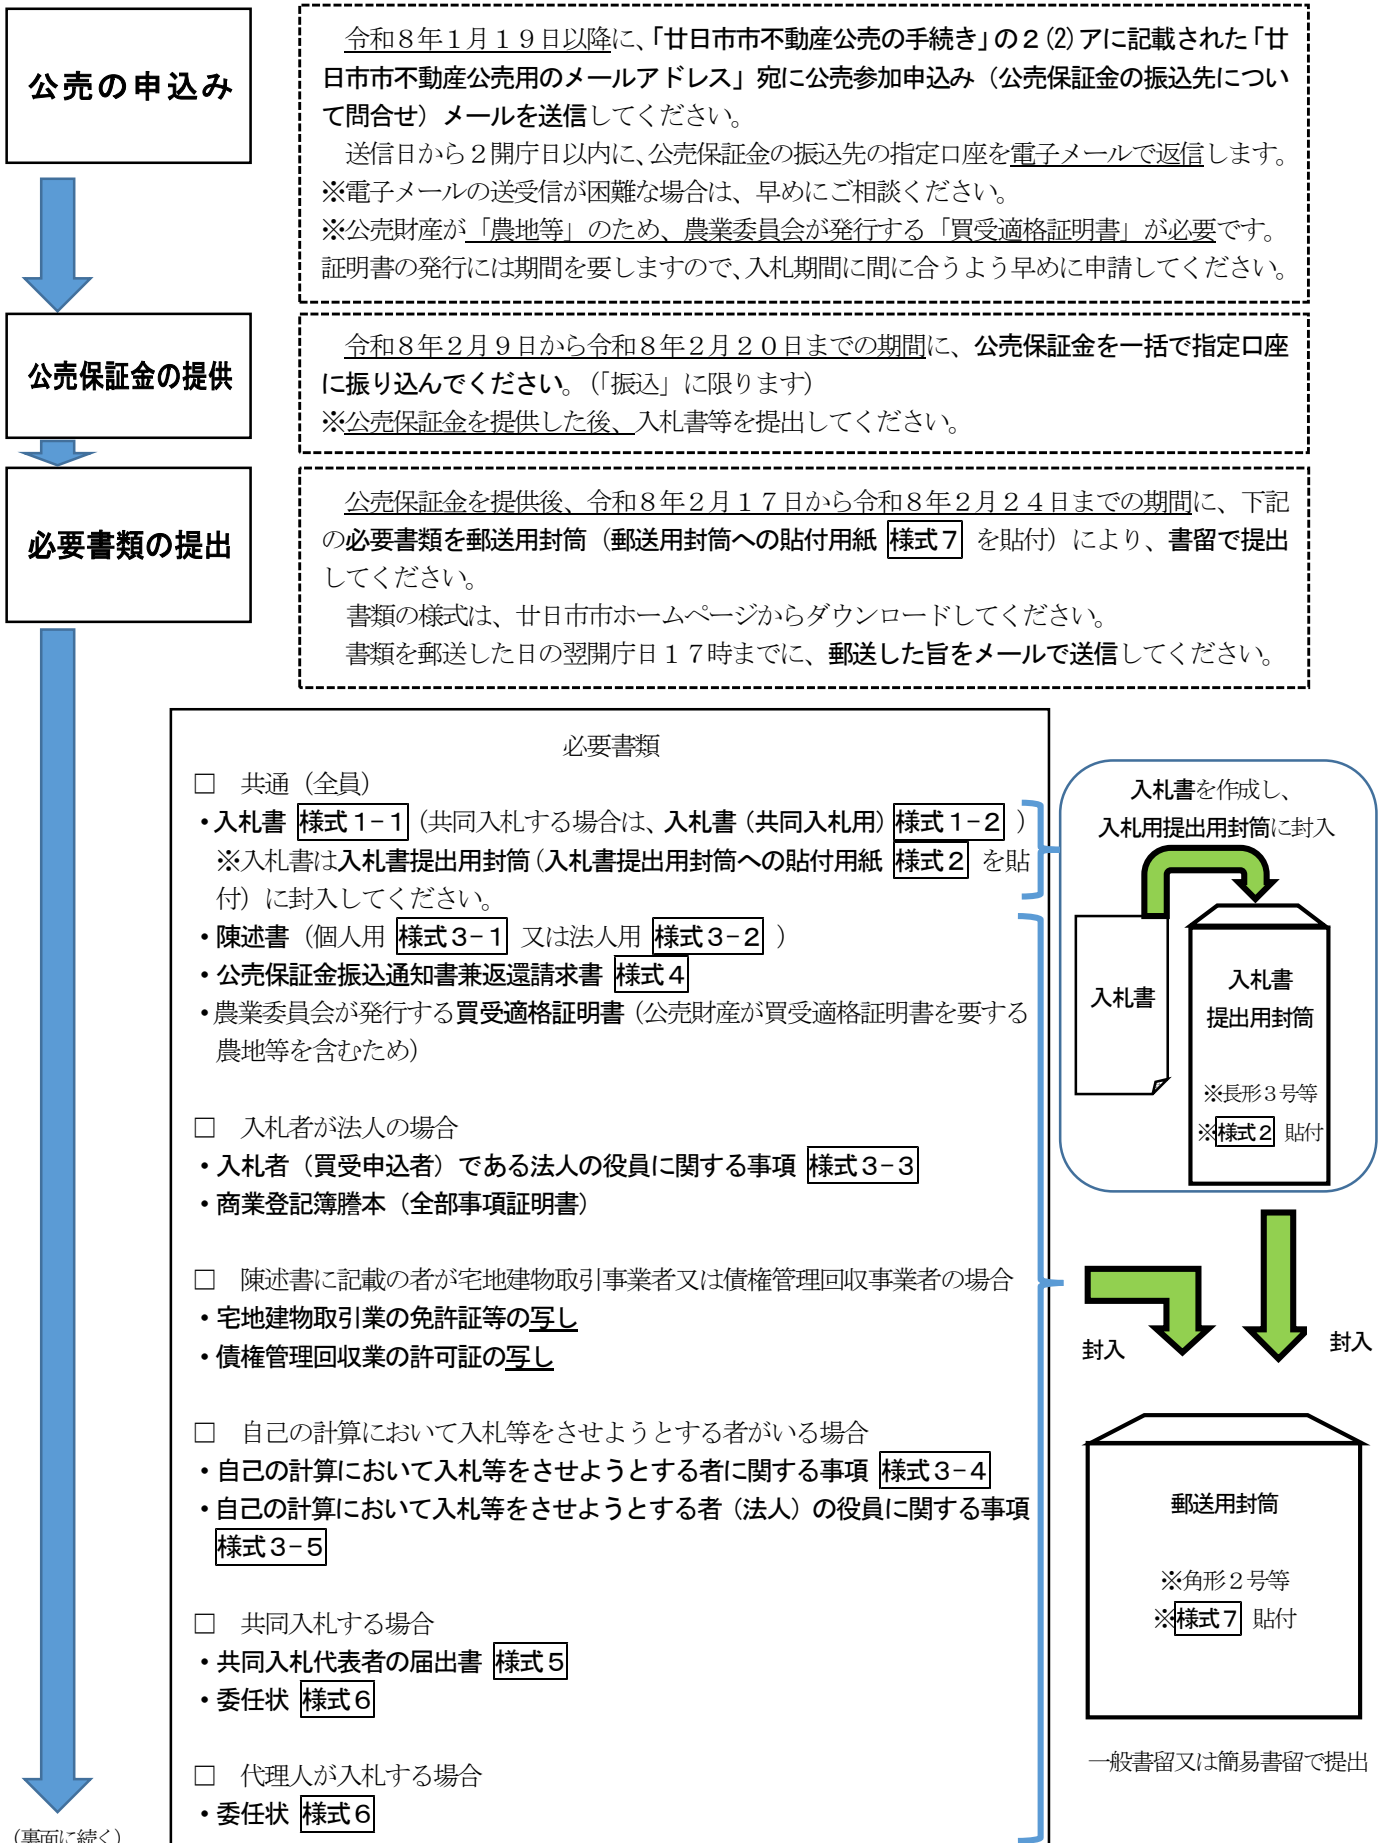 公売の申込み
令和８年１月１９日以降に、「廿日市市不動産公売の手続き」の２(2)アに記載された「廿
日市市不動産公売用のメールアドレス」宛に公売参加申込み（公売保証金の振込先につい
て問合せ）メールを送信してください。
送信日から２開庁日以内に、公売保証金の振込先の指定口座を電子メールで返信します。
※電子メールの送受信が困難な場合は、早めにご相談ください。
※公売財産が「農地等」のため、農業委員会が発行する「買受適格証明書」が必要です。
証明書の発行には期間を要しますので、入札期間に間に合うよう早めに申請してください。
公売保証金の提供
令和８年２月９日から令和８年２月２０日までの期間に、公売保証金を一括で指定口座
に振り込んでください。（「振込」に限ります）
※公売保証金を提供した後、入札書等を提出してください。
必要書類の提出
公売保証金を提供後、令和８年２月１７日から令和８年２月２４日までの期間に、下記
の必要書類を郵送用封筒（郵送用封筒への貼付用紙 様式７ を貼付）により、書留で提出
してください。
書類の様式は、廿日市市ホームページからダウンロードしてください。
書類を郵送した日の翌開庁日１７時までに、郵送した旨をメールで送信してください。
必要書類
□　共通（全員）
・入札書 様式１−１（共同入札する場合は、入札書（共同入札用）様式１−２ ）
※入札書は入札書提出用封筒（入札書提出用封筒への貼付用紙 様式２ を貼
付）に封入してください。
・陳述書（個人用 様式３−１ 又は法人用 様式３−２ ）
・公売保証金振込通知書兼返還請求書 様式４
・農業委員会が発行する買受適格証明書（公売財産が買受適格証明書を要する
農地等を含むため）
□　入札者が法人の場合
・入札者（買受申込者）である法人の役員に関する事項 様式３−３
・商業登記簿謄本（全部事項証明書）
□　陳述書に記載の者が宅地建物取引事業者又は債権管理回収事業者の場合
・宅地建物取引業の免許証等の写し
・債権管理回収業の許可証の写し
□　自己の計算において入札等をさせようとする者がいる場合
・自己の計算において入札等をさせようとする者に関する事項 様式３−４
・自己の計算において入札等をさせようとする者（法人）の役員に関する事項
様式３−５
□　共同入札する場合
・共同入札代表者の届出書 様式５
・委任状 様式６
□　代理人が入札する場合
・委任状 様式６
入札書を作成し、
入札用提出用封筒に封入
入札書
入札書
提出用封筒
※長形３号等
※様式２ 貼付
封入
封入
郵送用封筒
※角形２号等
※様式７ 貼付
一般書留又は簡易書留で提出
（裏面に続く）